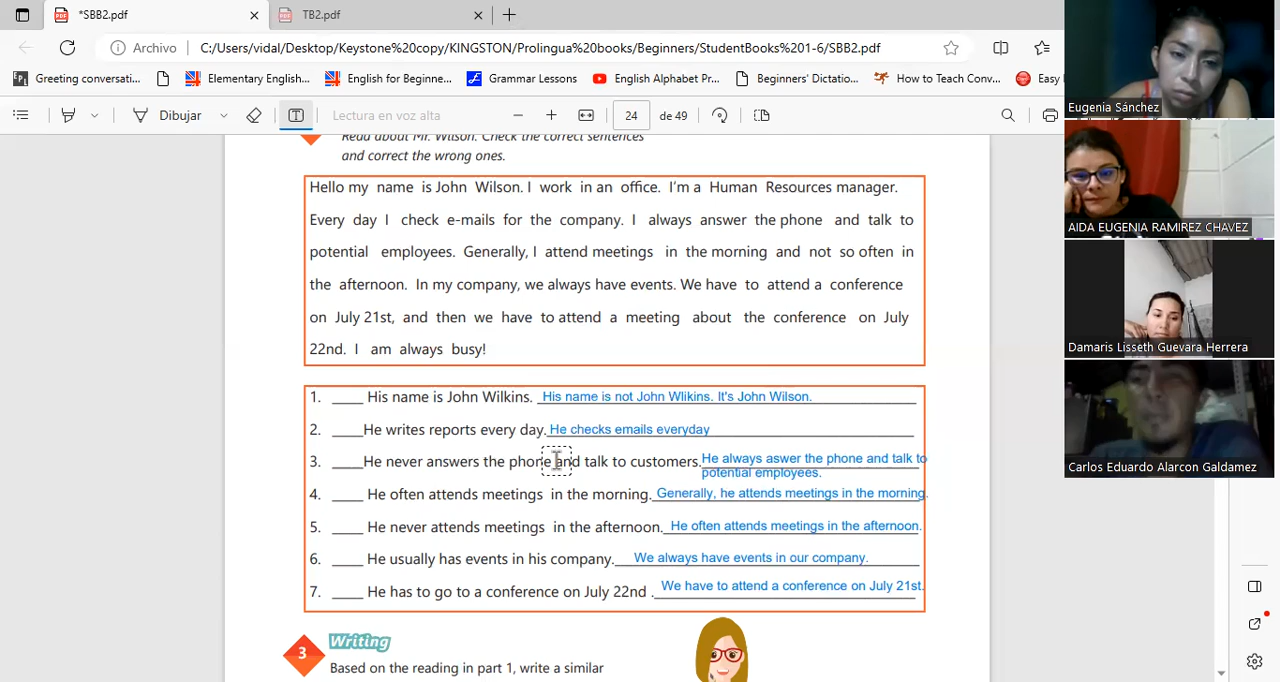 *SBB2.pdf
TB2.pdf
Archivo
C:/Users/vidal/Desktop/Keystone%20copy/KINGSTON/Prolingua%20books/Beginners/StudentBooks%201-6/SBB2.pdf
Greeting conversati...
Elementary English...
English for Beginne...
Grammar Lessons
English Alphabet Pr...
Beginners' Dictatio...
How to Teach Conv...
Easy
Dibujar
Lectura en voz alta
24 de 49
Read about Mr. Wilson. Check the correct sentences
and correct the wrong ones.
Hello my name is John Wilson. I work in an office. I'm a Human Resources manager.
Every day I check e-mails for the company. I always answer the phone and talk to
potential employees. Generally, I attend meetings in the morning and not so often in
the afternoon. In my company, we always have events. We have to attend a conference
on July 21st, and then we have to attend a meeting about the conference on July
22nd. I am always busy!
1. ____ His name is John Wilkins. His name is not John Wlikins. It's John Wilson.
2. ____He writes reports every day. He checks emails everyday
3. ____He never answers the phone and talk to customers. He always aswer the phone and talk to
potential employees.
4. ____ He often attends meetings in the morning. Generally, he attends meetings in the morning.
5. ____ He never attends meetings in the afternoon. He often attends meetings in the afternoon.
6. ____ He usually has events in his company. We always have events in our company.
7. ____ He has to go to a conference on July 22nd . We have to attend a conference on July 21st.
3 Writing
Based on the reading in part 1, write a similar
Eugenia Sánchez
AIDA EUGENIA RAMIREZ CHAVEZ
Damaris Lisseth Guevara Herrera
Carlos Eduardo Alarcon Galdamez